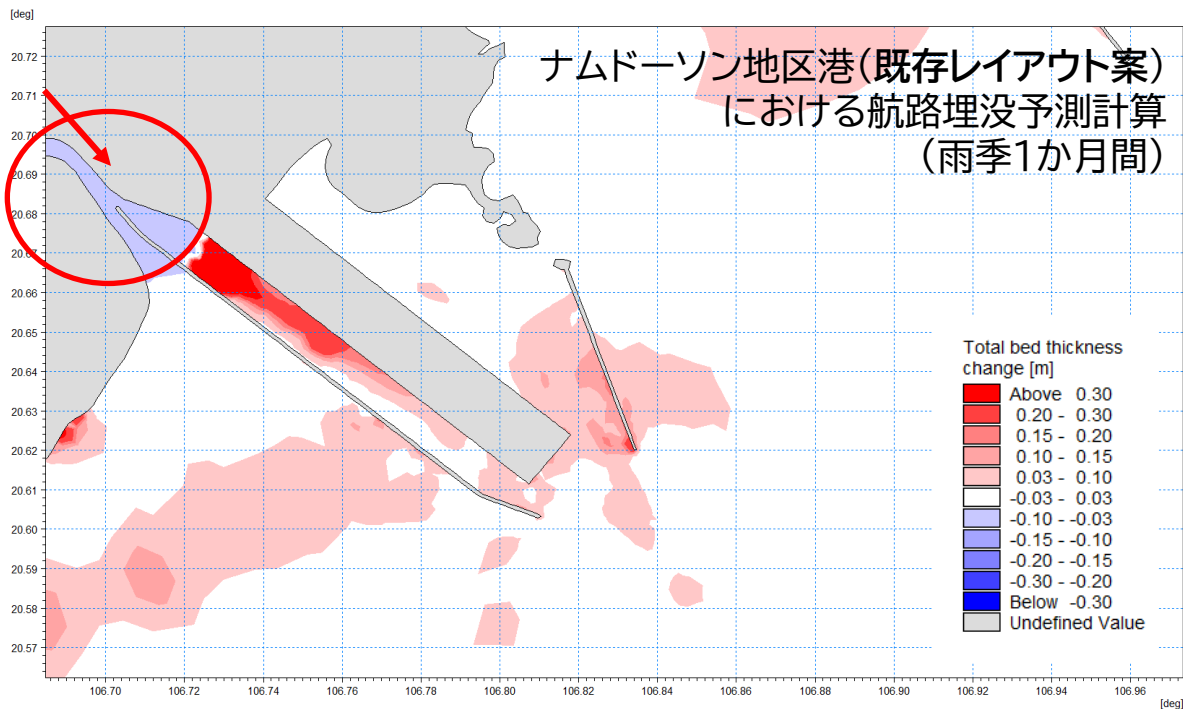 [deg]
ナムドーソン地区港(既存レイアウト案)
における航路埋没予測計算
(雨季1か月間)
20.72
20.71
20.70
20.69
20.68
20.67
20.66
20.65
20.64
20.63
20.62
20.61
20.60
20.59
20.58
20.57
Total bed thickness
change [m]
Above 0.30
0.20 - 0.30
0.15 - 0.20
0.10 - 0.15
0.03 - 0.10
-0.03 - 0.03
-0.10 - -0.03
-0.15 - -0.10
-0.20 - -0.15
-0.30 - -0.20
Below -0.30
Undefined Value
106.70 106.72 106.74 106.76 106.78 106.80 106.82 106.84 106.86 106.88 106.90 106.92 106.94 106.96
[deg]